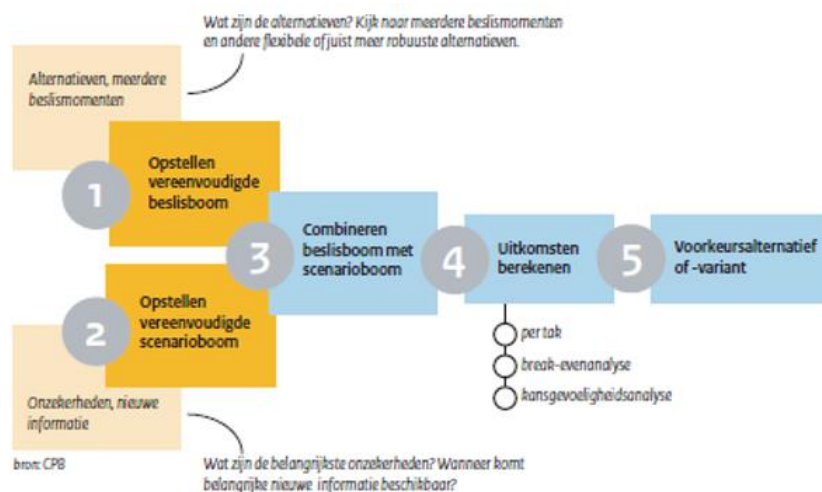 Wat zijn de alternatieven? Kijk naar meerdere beslismomenten
en andere flexibele of juist meer robuuste alternatieven.
Alternatieven, meerdere
beslismomenten
1
Opstellen
vereenvoudigde
beslisboom
2
Opstellen
vereenvoudigde
scenarioboom
Onzekerheden, nieuwe
informatie
3
Combineren
beslisboom met
scenarioboom
4
Uitkomsten
berekenen
per tak
break-evenanalyse
kansgevoeligheidsanalyse
5
Voorkeursalternatief
of -variant
bron: CPB
Wat zijn de belangrijkste onzekerheden? Wanneer komt
belangrijke nieuwe informatie beschikbaar?